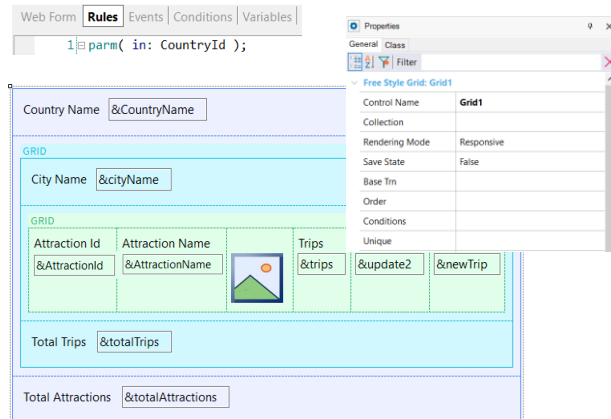 Web Form Rules Events Conditions Variables
1 parm( in: CountryId );
Properties
General Class
Filter
Free Style Grid: Grid1
Control Name Grid1
Collection
Rendering Mode Responsive
Save State False
Base Trn
Order
Conditions
Unique
Country Name &CountryName
GRID
City Name &cityName
GRID
Attraction Id Attraction Name Trips
&AttractionId &AttractionName &trips &update2 &newTrip
Total Trips &totalTrips
Total Attractions &totalAttractions